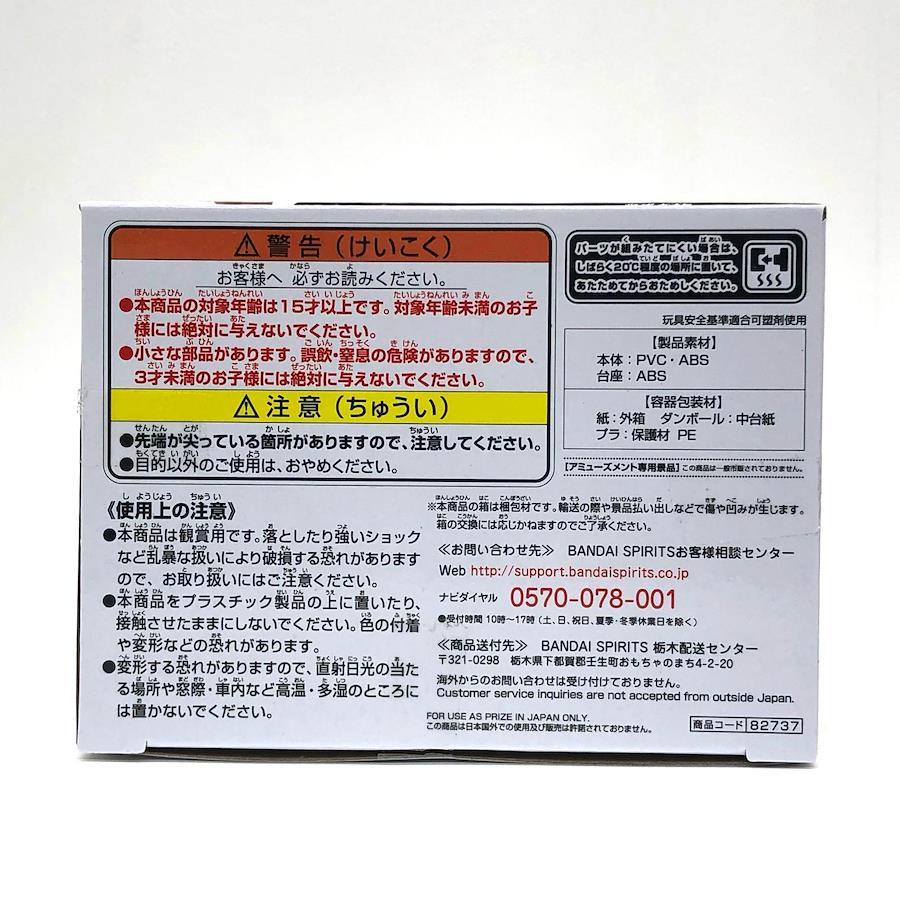 ⚠ 警告(けいこく)
お客様へ 必ずお読みください。
●本商品の対象年齢は15才以上です。対象年齢未満のお子
様には絶対に与えないでください。
●小さな部品があります。誤飲・窒息の危険がありますので、
3才未満のお子様には絶対に与えないでください。
⚠ 注意(ちゅうい)
●先端が尖っている箇所がありますので、注意してください。
●目的以外のご使用は、おやめください。
パーツが組みたてにくい場合は、
しばらく20℃程度の場所に置いて、
あたためてからおためしください。
玩具安全基準適合可塑剤使用
【製品素材】
本体:PVC・ABS
台座:ABS
【容器包装材】
紙:外箱 ダンボール:中台紙
プラ:保護材 PE
【アミューズメント専用景品】この商品は一般市販されておりません。
《使用上の注意》
●本商品は観賞用です。落としたり強いショック
など乱暴な扱いにより破損する恐れがあります
ので、お取り扱いにはご注意ください。
●本商品をプラスチック製品の上に置いたり、
接触させたままにしないでください。色の付着
や変形などの恐れがあります。
●変形する恐れがありますので、直射日光の当た
る場所や窓際・車内など高温・多湿のところに
は置かないでください。
※本商品の箱は梱包材です。輸送の際や景品払い出しなどで傷や凹みが生じます。
箱の交換には応じかねますのでご了承ください。
《お問い合わせ先》 BANDAI SPIRITSお客様相談センター
Web http://support.bandaispirits.co.jp
ナビダイヤル 0570-078-001
●受付時間 10時〜17時(土、日、祝日、夏季・冬季休業日を除く)
《商品送付先》 BANDAI SPIRITS 栃木配送センター
〒321-0298 栃木県下都賀郡壬生町おもちゃのまち4-2-20
海外からのお問い合わせは受け付けておりません。
Customer service inquiries are not accepted from outside Japan.
FOR USE AS PRIZE IN JAPAN ONLY.
この商品は日本国外での使用及び販売は許諾されておりません。
商品コード 82737